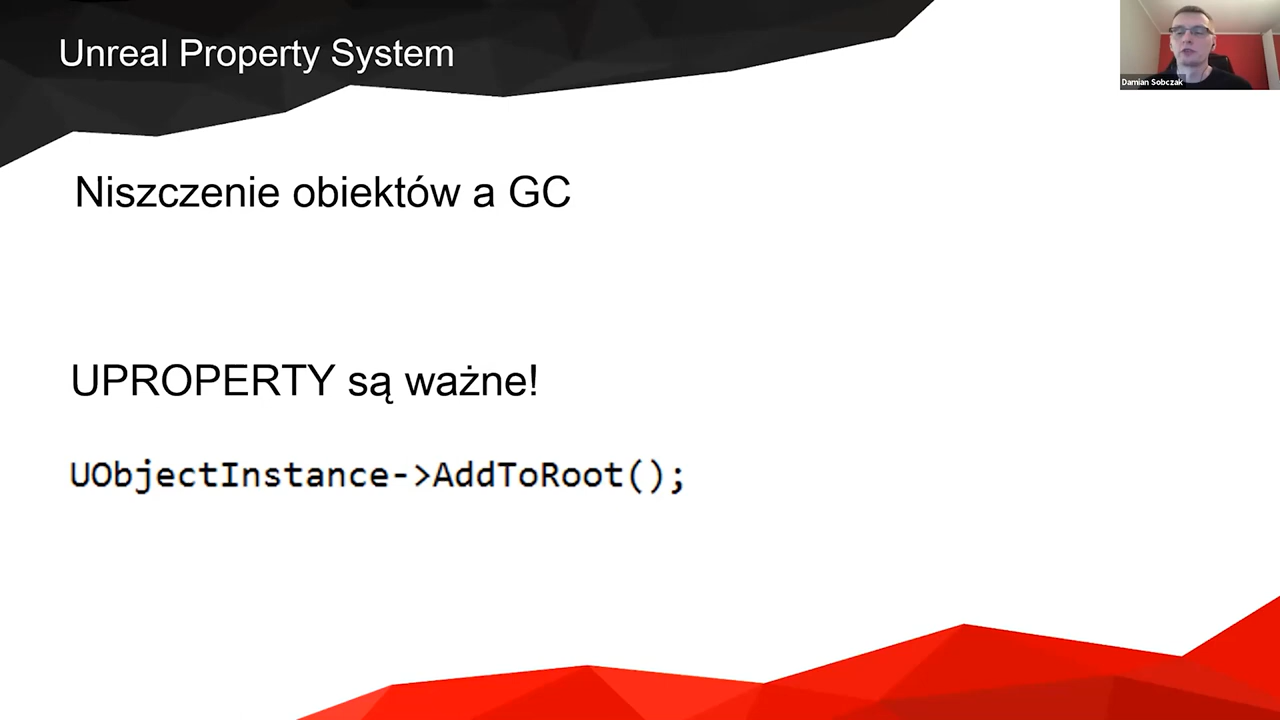 Unreal Property System
Damian Sobczak
Niszczenie obiektów a GC
UPROPERTY są ważne!
UObjectInstance->AddToRoot();